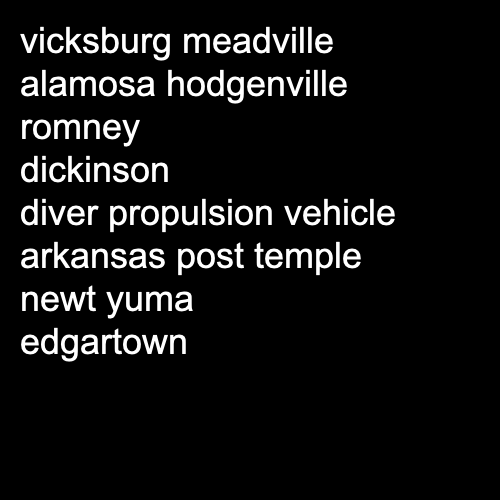 vicksburg meadville
alamosa hodgenville
romney
dickinson
diver propulsion vehicle
arkansas post temple
newt yuma
edgartown